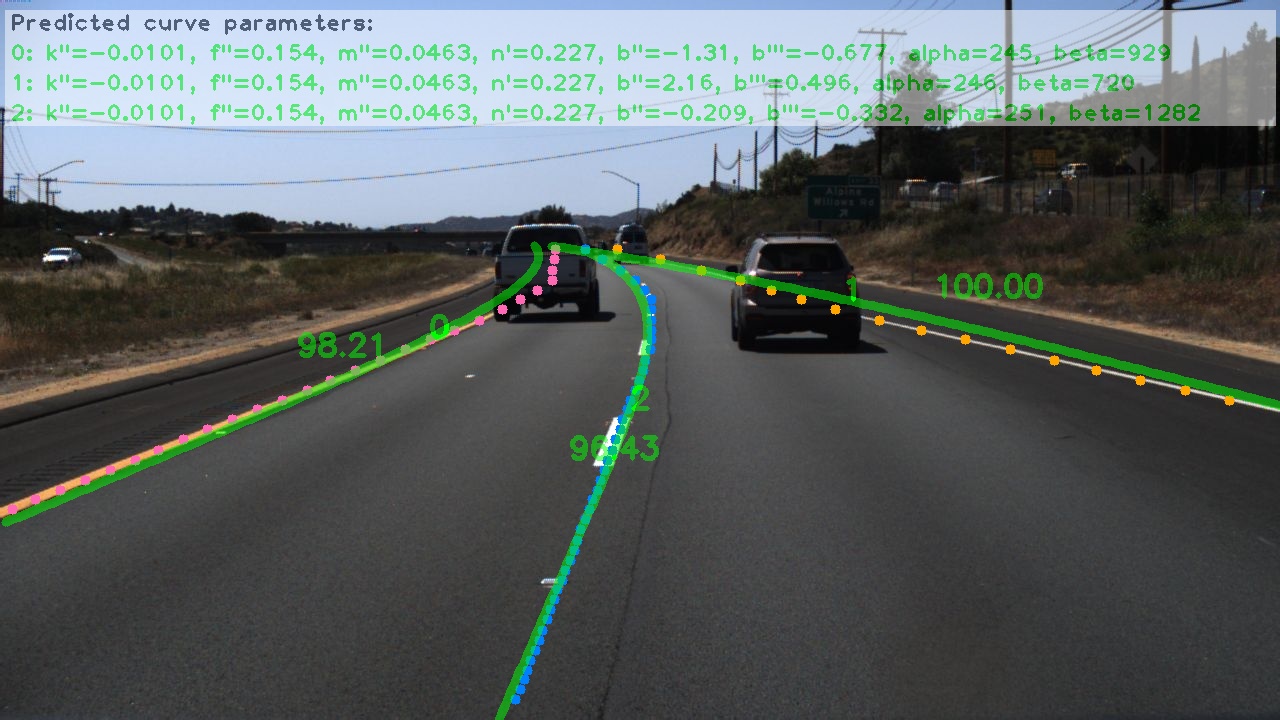 Predicted curve parameters:
0: k''=-0.0101, f''=0.154, m''=0.0463, n'=0.227, b''=-1.31, b'''=-0.677, alpha=245, beta=929
1: k''=-0.0101, f''=0.154, m''=0.0463, n'=0.227, b''=2.16, b'''=0.496, alpha=246, beta=720
2: k''=-0.0101, f''=0.154, m''=0.0463, n'=0.227, b''=-0.209, b'''=-0.332, alpha=251, beta=1282
Alpine
Willows Rd
1
100.00
0
98.21
2
96.43